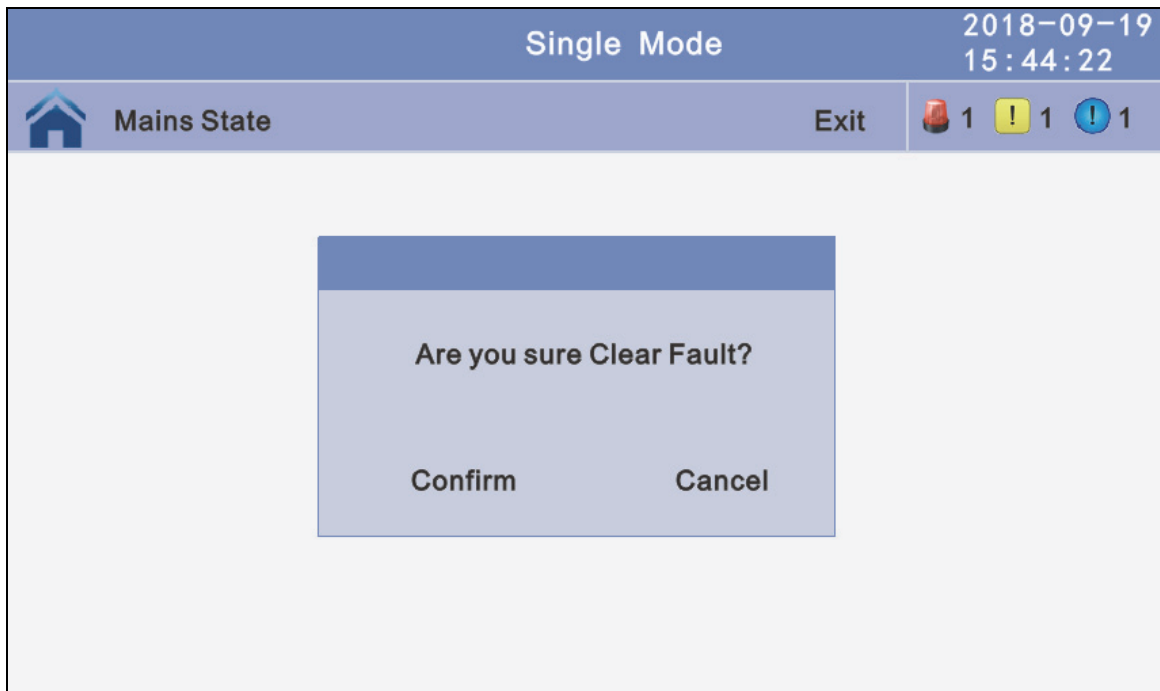 Single Mode
2018-09-19
15:44:22
Mains State
Exit
1 ! 1 ! 1
Are you sure Clear Fault?
Confirm Cancel